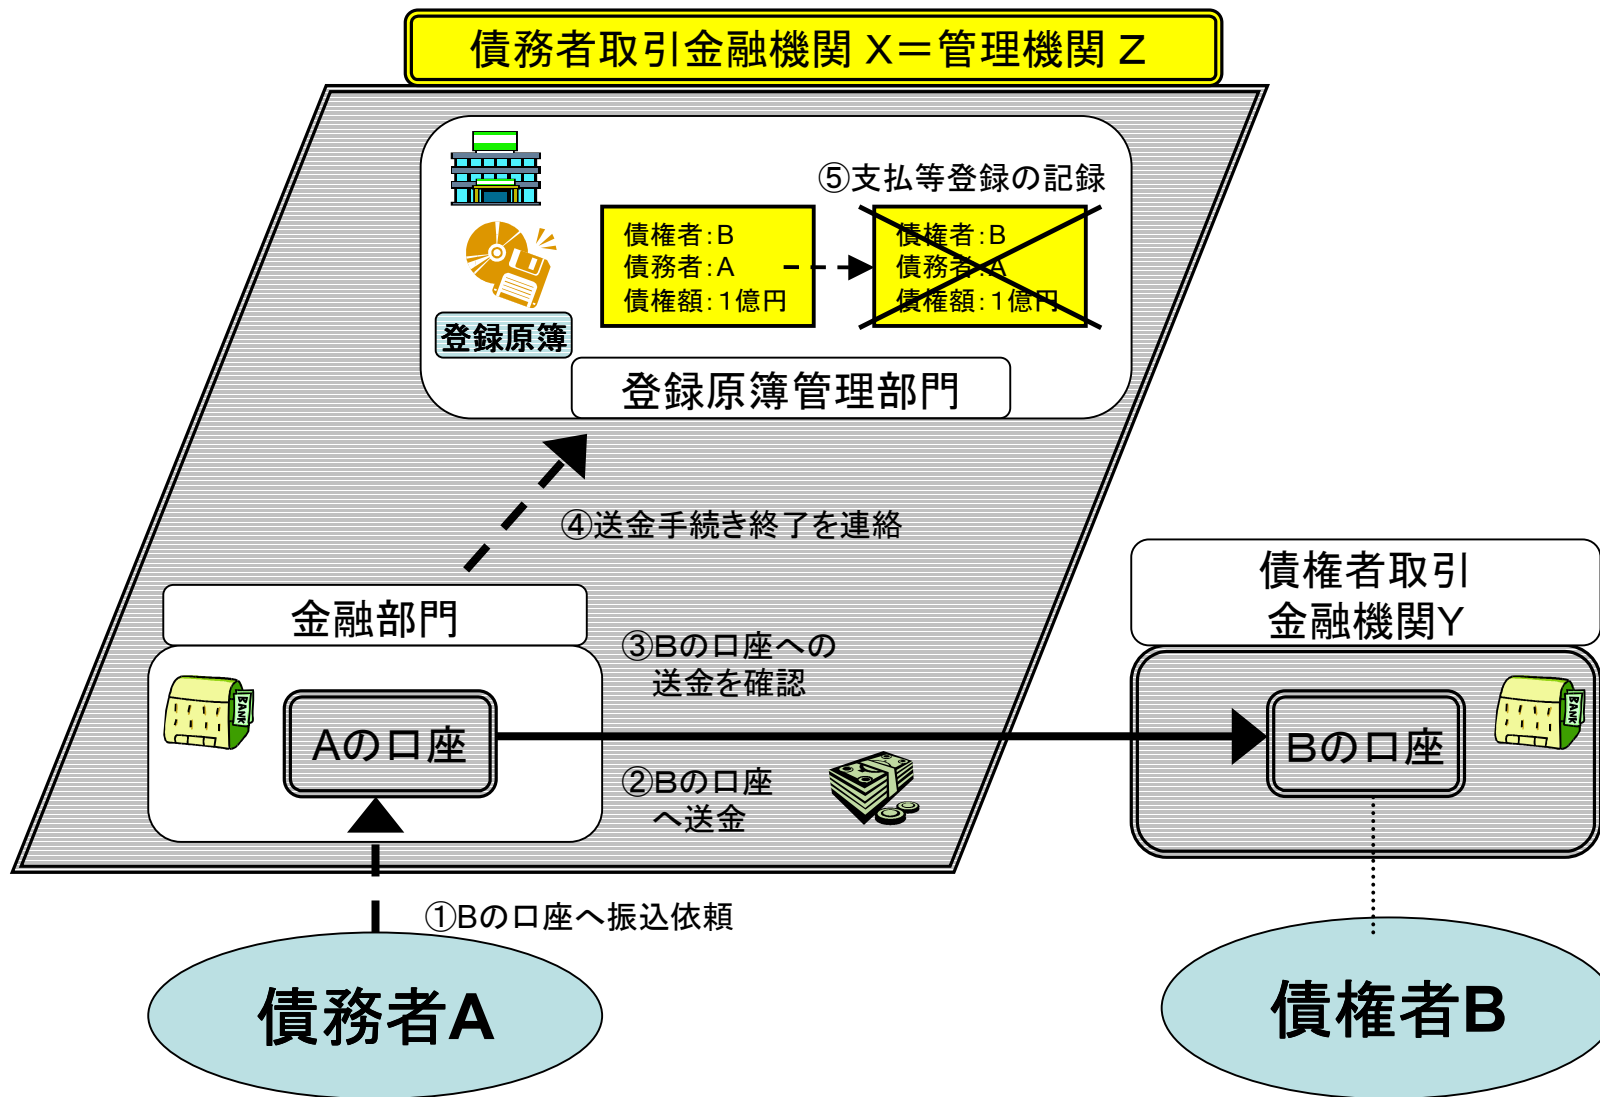 債務者取引金融機関 X＝管理機関 Z
⑤支払等登録の記録
債権者：B
債務者：A
債権額：１億円
債権者：B
債務者：A
債権額：１億円
登録原簿
登録原簿管理部門
④送金手続き終了を連絡
債権者取引
金融機関Y
金融部門
③Bの口座への
送金を確認
BANK
Aの口座
BANK
Bの口座
②Bの口座
へ送金
①Bの口座へ振込依頼
債務者A
債権者B